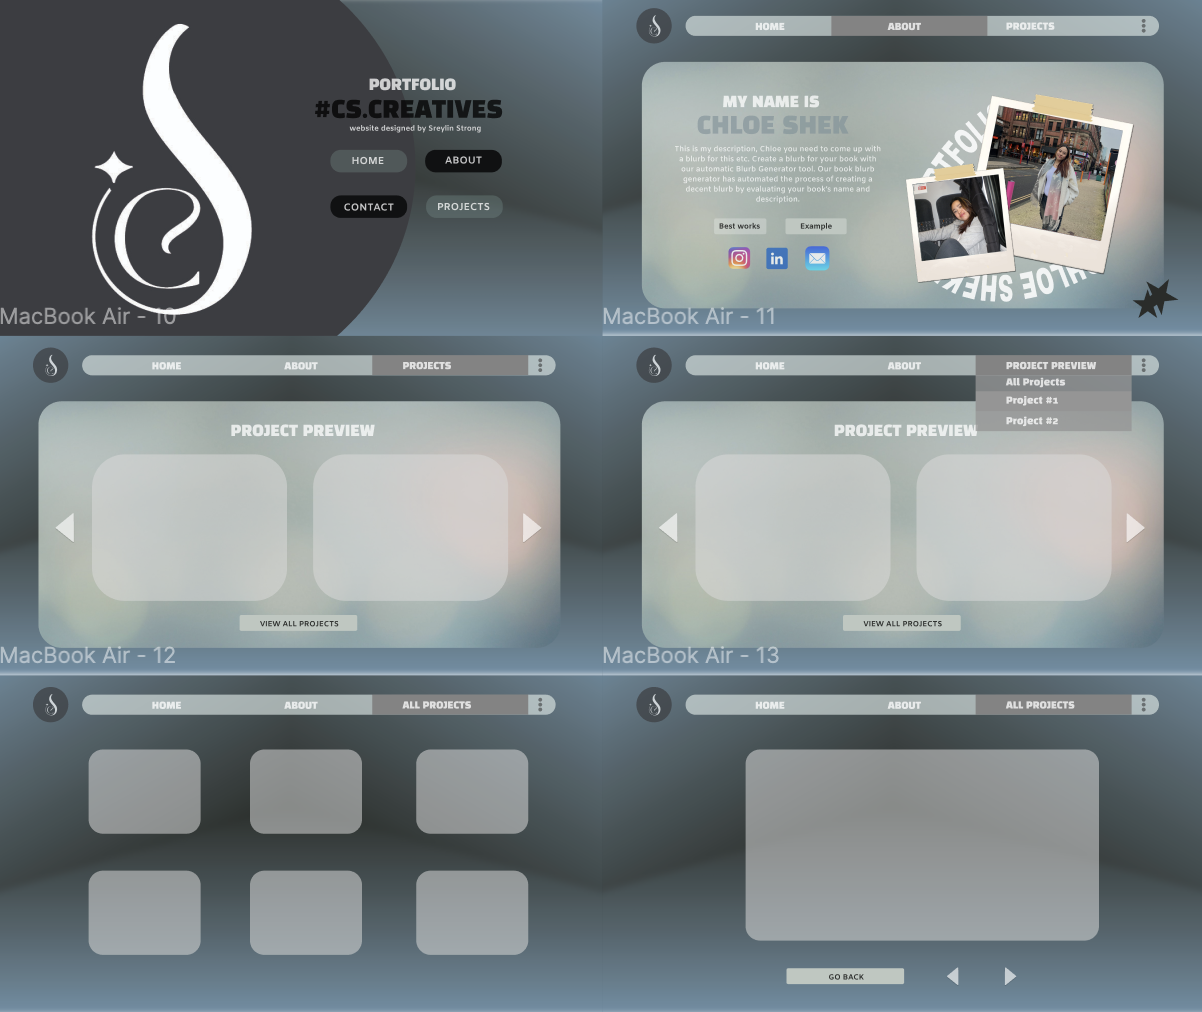 PORTFOLIO
#CS.CREATIVES
website designed by Sreylin Strong
HOME
ABOUT
CONTACT
PROJECTS
MacBook Air - 10
HOME
ABOUT
PROJECTS
MY NAME IS
CHLOE SHEK
This is my description, Chloe you need to come up with
a blurb for this etc. Create a blurb for your book with
our automatic Blurb Generator tool. Our book blurb
generator has automated the process of creating a
decent blurb by evaluating your book's name and
description.
Best works
Example
in
CHLOE SHEK
MacBook Air - 11
HOME
ABOUT
PROJECTS
PROJECT PREVIEW
VIEW ALL PROJECTS
MacBook Air - 12
HOME
ABOUT
PROJECT PREVIEW
All Projects
Project #1
Project #2
PROJECT PREVIEW
VIEW ALL PROJECTS
MacBook Air - 13
HOME
ABOUT
ALL PROJECTS
HOME
ABOUT
ALL PROJECTS
GO BACK